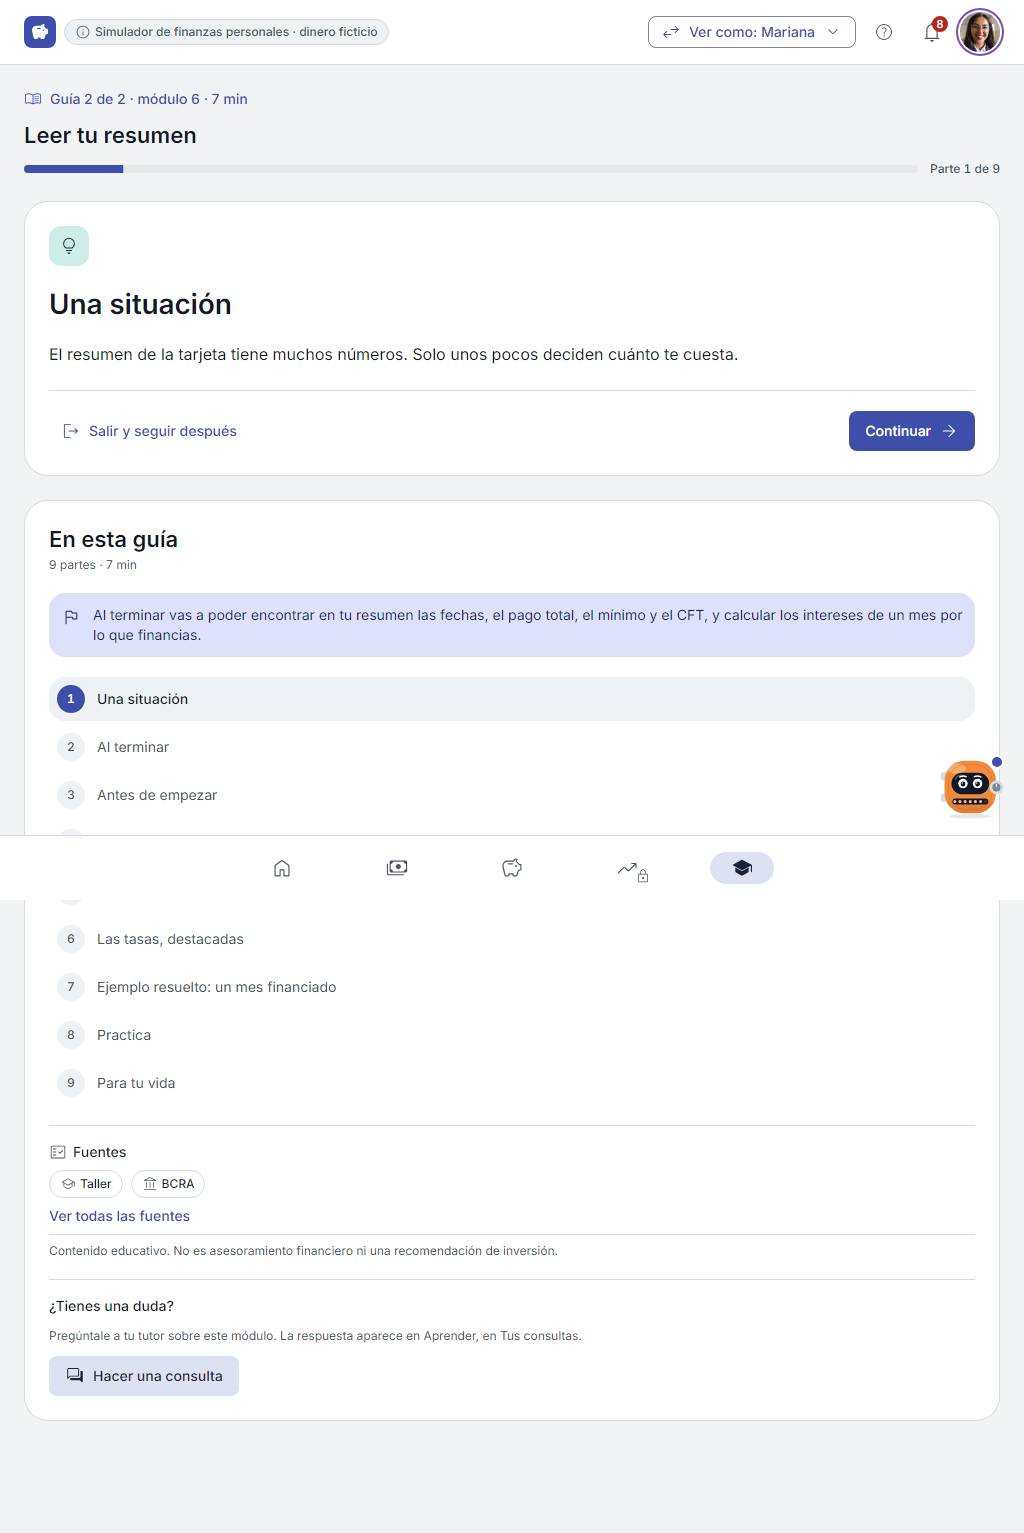 Simulador de finanzas personales · dinero ficticio
Ver como: Mariana
8
Guía 2 de 2 · módulo 6 · 7 min
Leer tu resumen
Parte 1 de 9
Una situación
El resumen de la tarjeta tiene muchos números. Solo unos pocos deciden cuánto te cuesta.
Salir y seguir después
Continuar
En esta guía
9 partes · 7 min
Al terminar vas a poder encontrar en tu resumen las fechas, el pago total, el mínimo y el CFT, y calcular los intereses de un mes por
lo que financias.
1 Una situación
2 Al terminar
3 Antes de empezar
6 Las tasas, destacadas
7 Ejemplo resuelto: un mes financiado
8 Practica
9 Para tu vida
Fuentes
Taller
BCRA
Ver todas las fuentes
Contenido educativo. No es asesoramiento financiero ni una recomendación de inversión.
¿Tienes una duda?
Pregúntale a tu tutor sobre este módulo. La respuesta aparece en Aprender, en Tus consultas.
Hacer una consulta